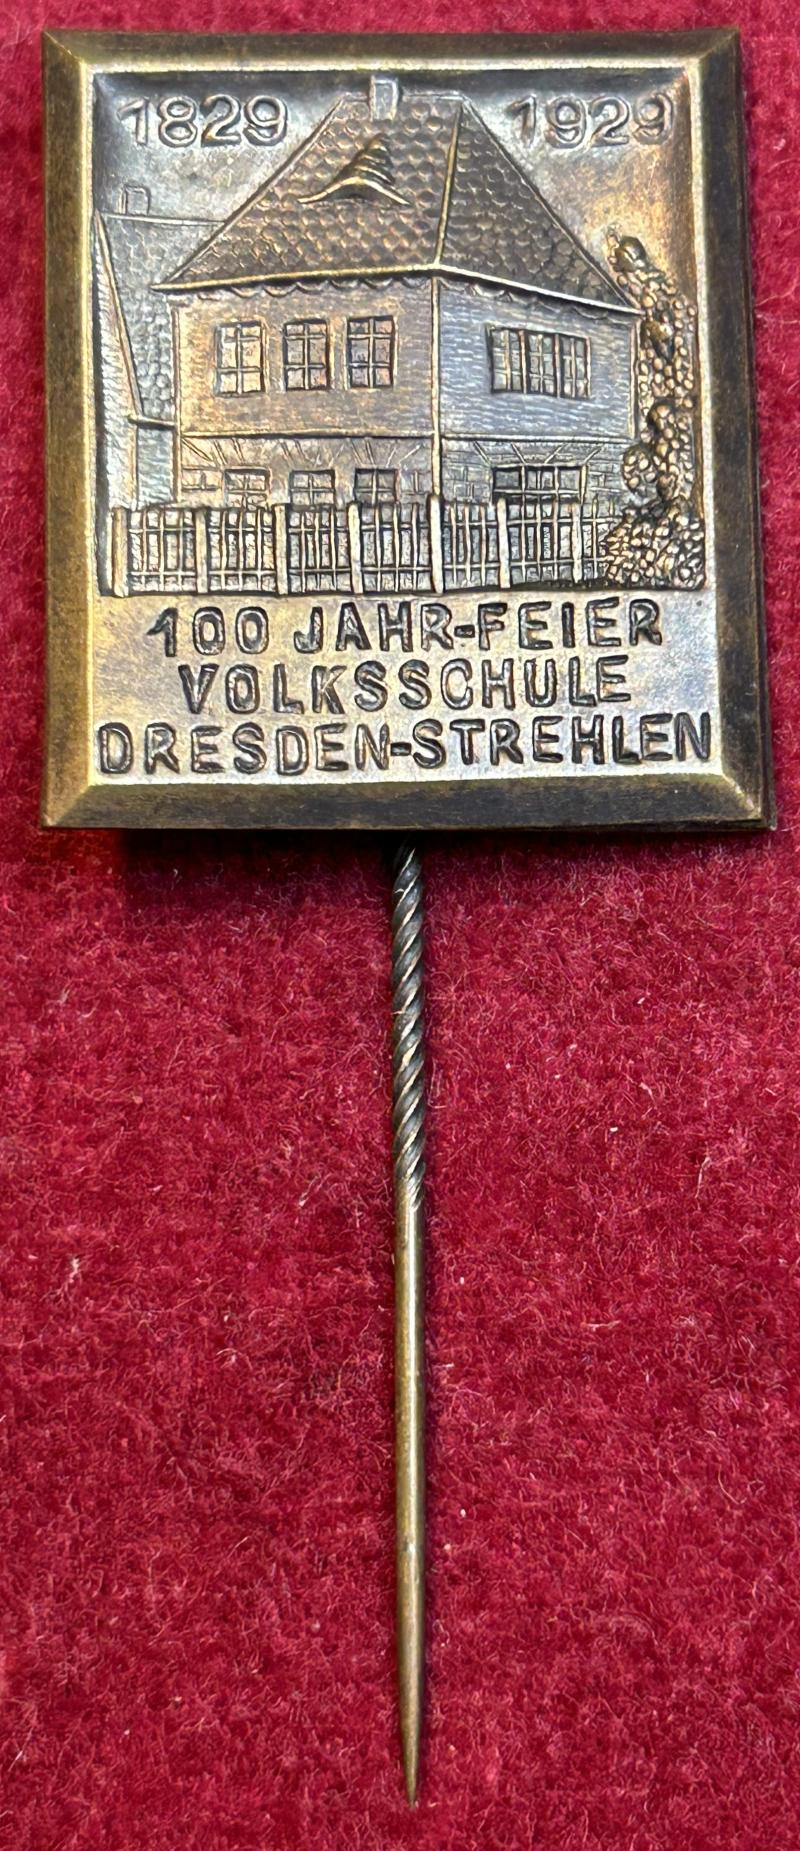 1829 1929
100 JAHR-FEIER
VOLKSSCHULE
DRESDEN-STREHLEN